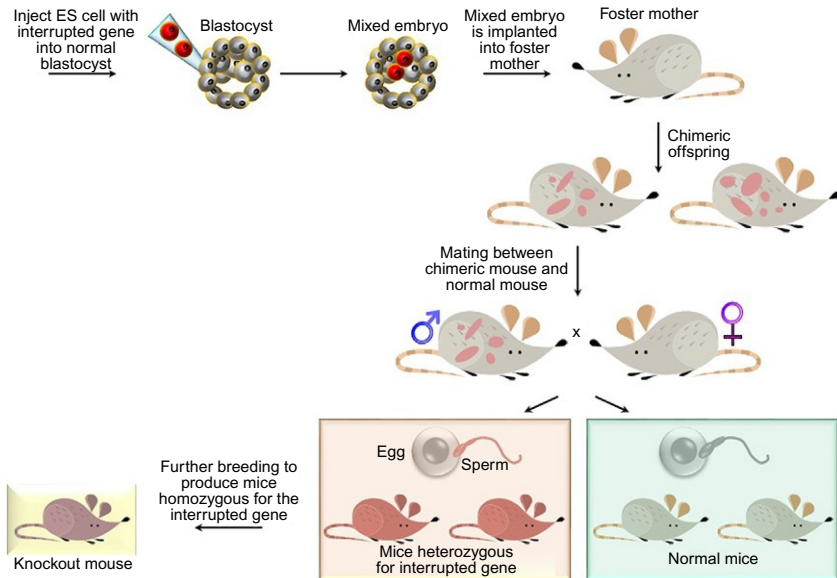 Inject ES cell with
interrupted gene
into normal
blastocyst
Blastocyst
Mixed embryo
Mixed embryo
is implanted
into foster
mother
Foster mother
Chimeric
offspring
Mating between
chimeric mouse and
normal mouse
x
Egg
Sperm
Mice heterozygous
for interrupted gene
Normal mice
Further breeding to
produce mice
homozygous for the
interrupted gene
Knockout mouse